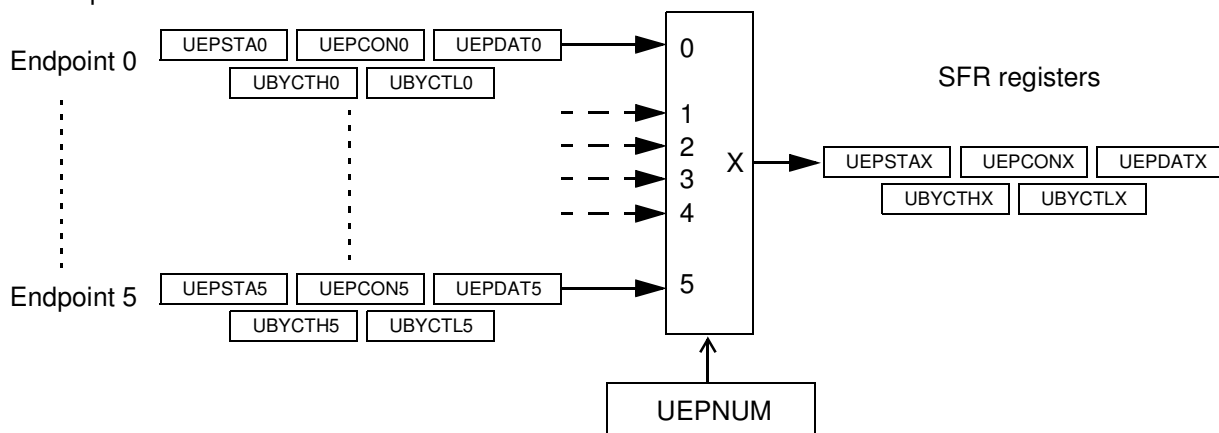 UEPSTA0 UEPCON0 UEPDAT0
Endpoint 0
UBYCTH0 UBYCTL0
0
SFR registers
1
2
3
4
X
UEPSTAX UEPCONX UEPDATX
UBYCTHX UBYCTLX
UEPSTA5 UEPCON5 UEPDAT5
Endpoint 5
5
UBYCTH5 UBYCTL5
UEPNUM